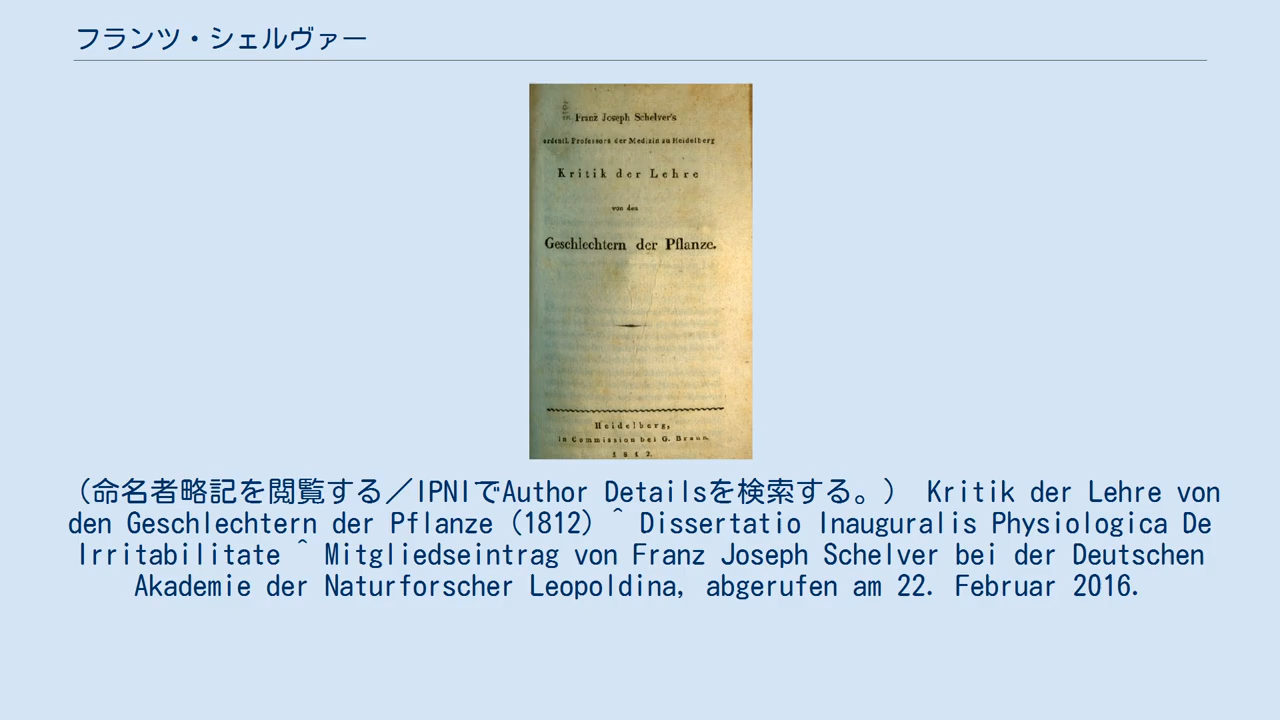 フランツ・シェルヴァー
Franz Joseph Schelver's
ordentl. Professors der Medizin zu Heidelberg
Kritik der Lehre
von den
Geschlechtern der Pflanze.
Heidelberg,
in Commission bei G. Braun.
1812.
（命名者略記を閲覧する／IPNIでAuthor Detailsを検索する。） Kritik der Lehre von
den Geschlechtern der Pflanze (1812) ^ Dissertatio Inauguralis Physiologica De
Irritabilitate ^ Mitgliedseintrag von Franz Joseph Schelver bei der Deutschen
Akademie der Naturforscher Leopoldina, abgerufen am 22. Februar 2016.